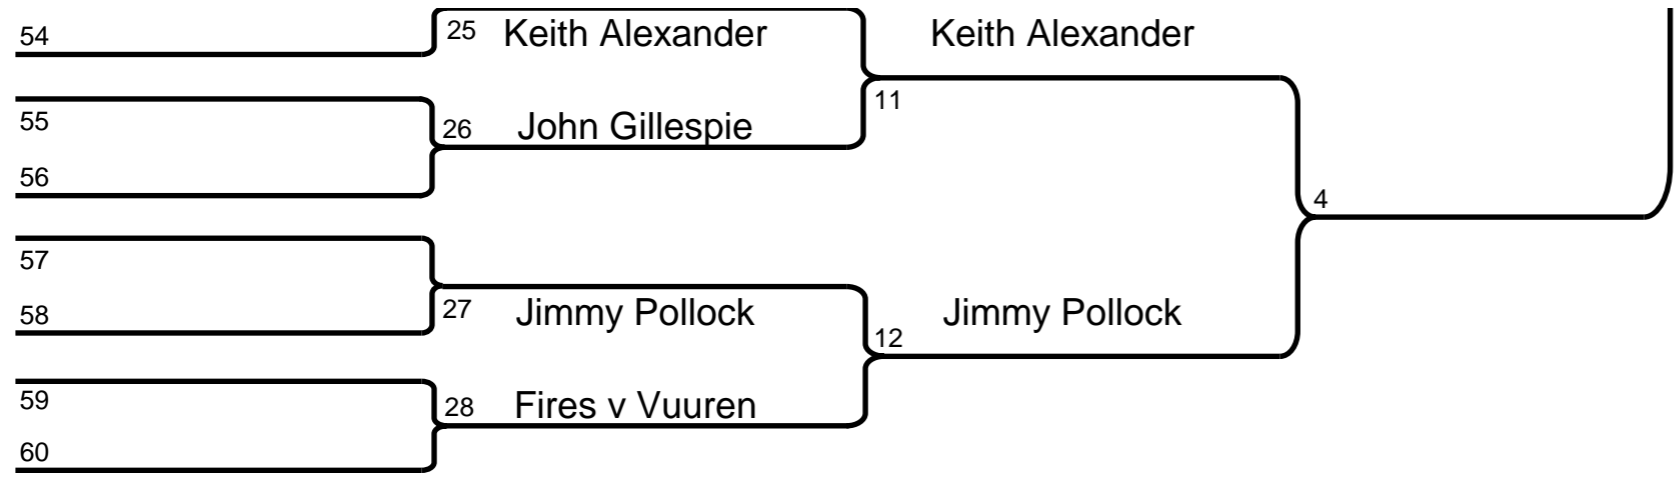 54
25 Keith Alexander
Keith Alexander
55
11
26 John Gillespie
56
4
57
58
27 Jimmy Pollock
Jimmy Pollock
12
59
28 Fires v Vuuren
60